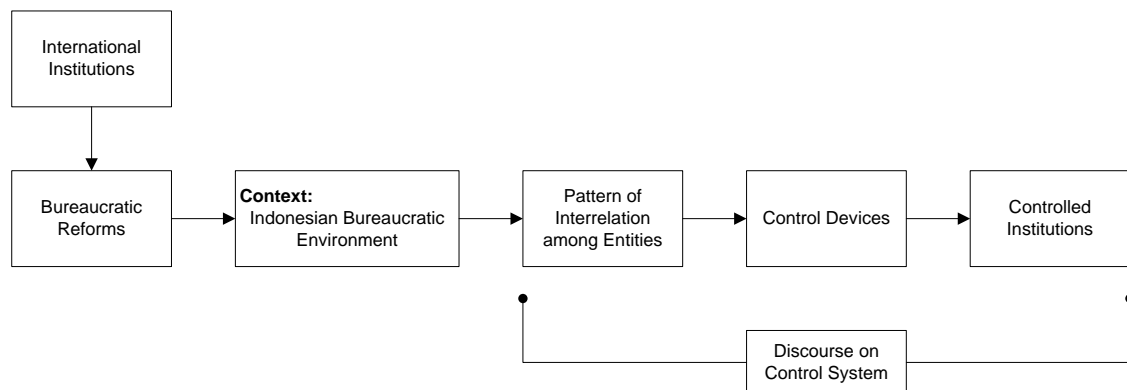 International
Institutions
Bureaucratic
Reforms
Context:
Indonesian Bureaucratic
Environment
Pattern of
Interrelation
among Entities
Control Devices
Controlled
Institutions
Discourse on
Control System